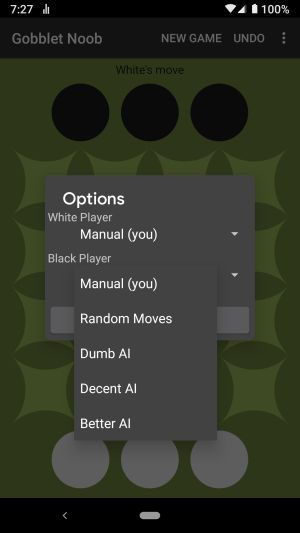 7:27
100%
Gobblet Noob
NEW GAME
UNDO
White's move
Options
White Player
Manual (you)
Black Player
Manual (you)
Random Moves
Dumb AI
Decent AI
Better AI